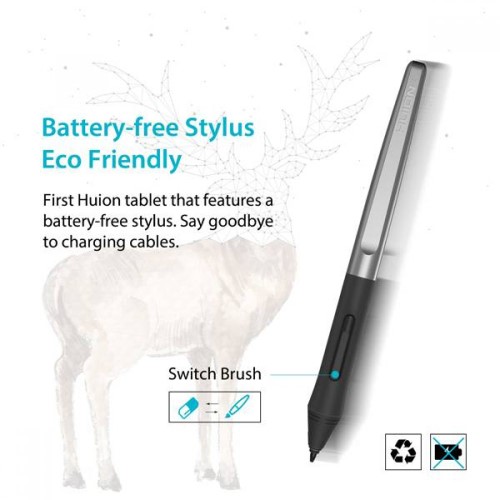 HUION
Battery-free Stylus
Eco Friendly
First Huion tablet that features a
battery-free stylus. Say goodbye
to charging cables.
Switch Brush